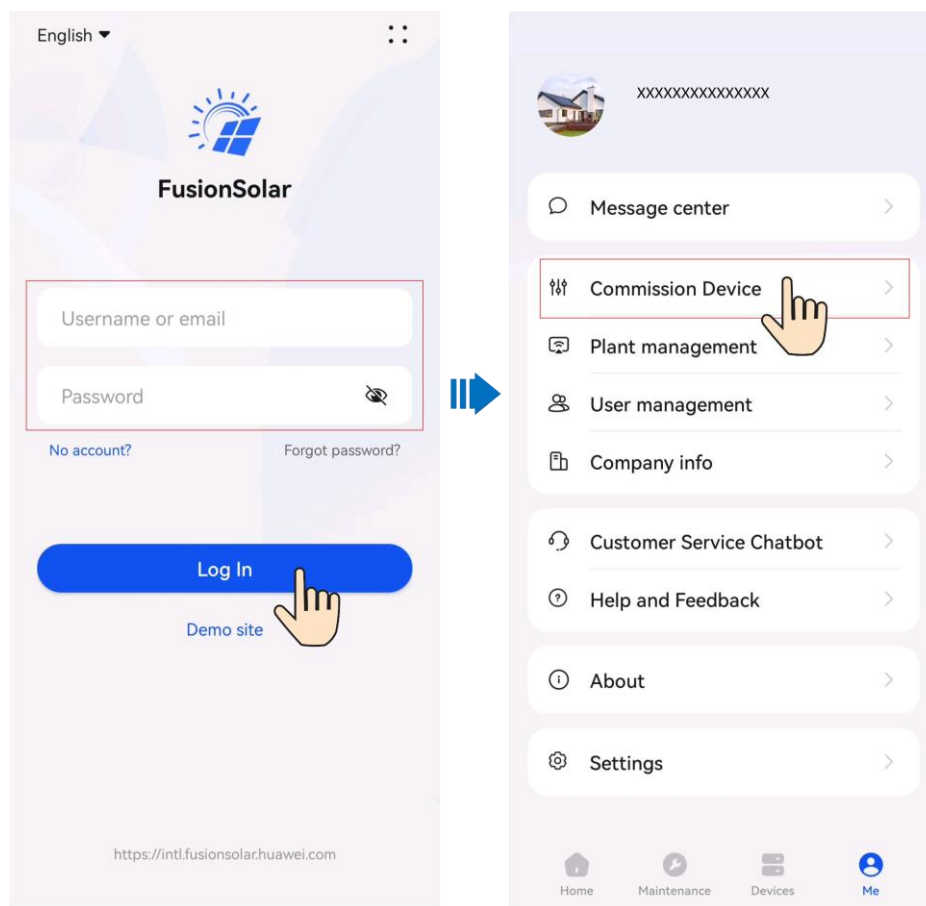 English
FusionSolar
Username or email
Password
No account?
Forgot password?
Log In
Demo site
https://intl.fusionsolar.huawei.com
XXXXXXXXXXXXXXX
Message center
Commission Device
Plant management
User management
Company info
Customer Service Chatbot
Help and Feedback
About
Settings
Home
Maintenance
Devices
Me